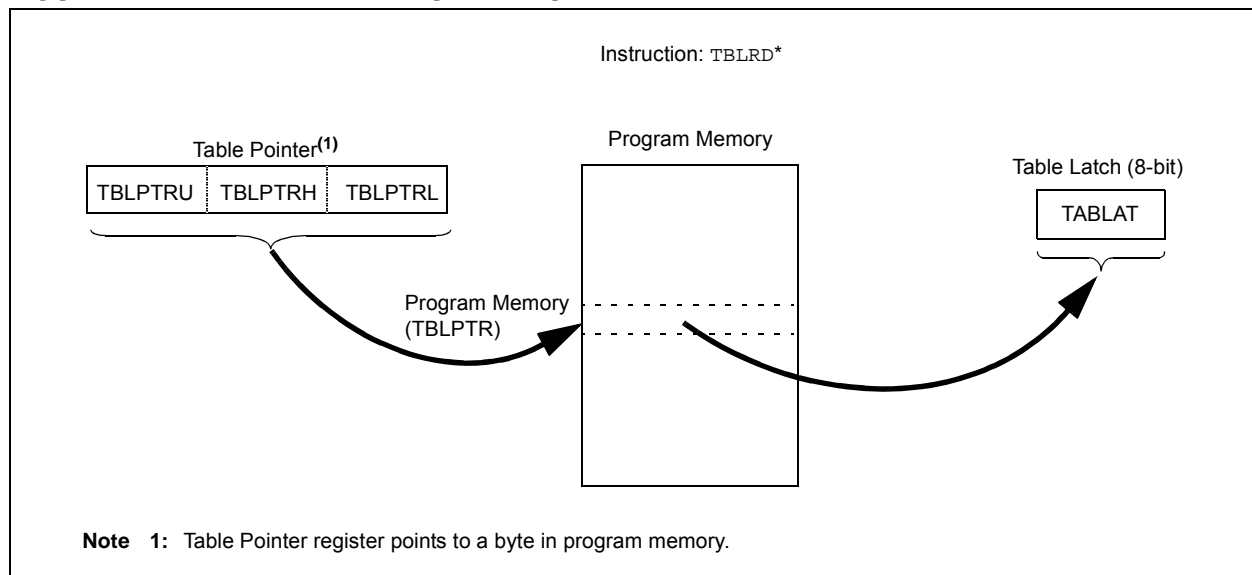 Instruction: TBLRD*
Table Pointer(1)
Program Memory
Table Latch (8-bit)
TBLPTRU TBLPTRH TBLPTRL
TABLAT
Program Memory
(TBLPTR)
Note 1: Table Pointer register points to a byte in program memory.